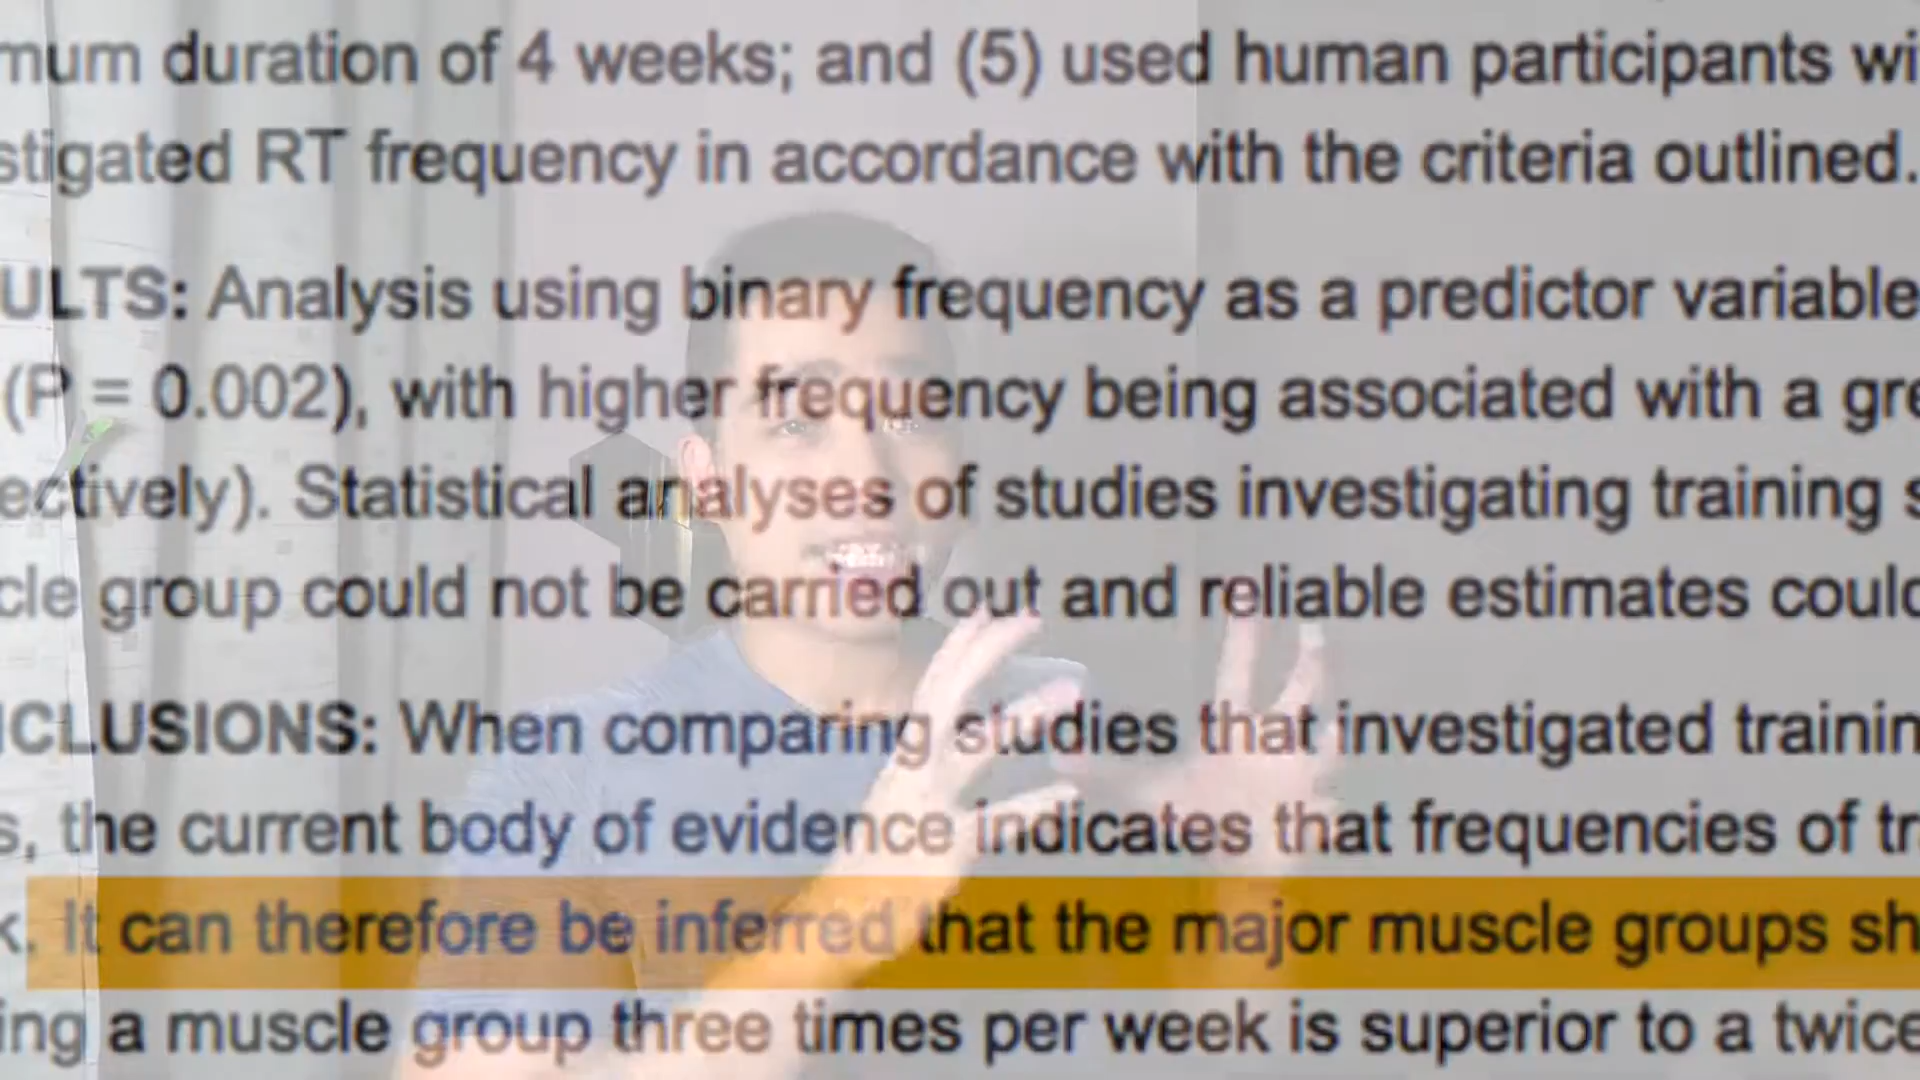 mum duration of 4 weeks; and (5) used human participants wi
stigated RT frequency in accordance with the criteria outlined.
ULTS: Analysis using binary frequency as a predictor variable
(P = 0.002), with higher frequency being associated with a gre
ectively). Statistical analyses of studies investigating training s
cle group could not be carried out and reliable estimates could
NCLUSIONS: When comparing studies that investigated trainin
s, the current body of evidence indicates that frequencies of tr
k. It can therefore be inferred that the major muscle groups sh
ing a muscle group three times per week is superior to a twice